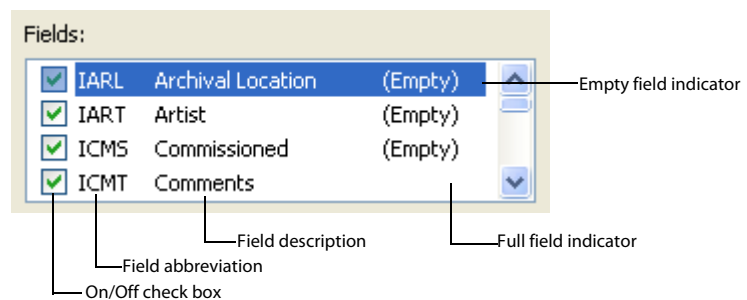 Fields:
IARL Archival Location (Empty)
Empty field indicator
IART Artist (Empty)
ICMS Commissioned (Empty)
ICMT Comments
Field description
Full field indicator
Field abbreviation
On/Off check box